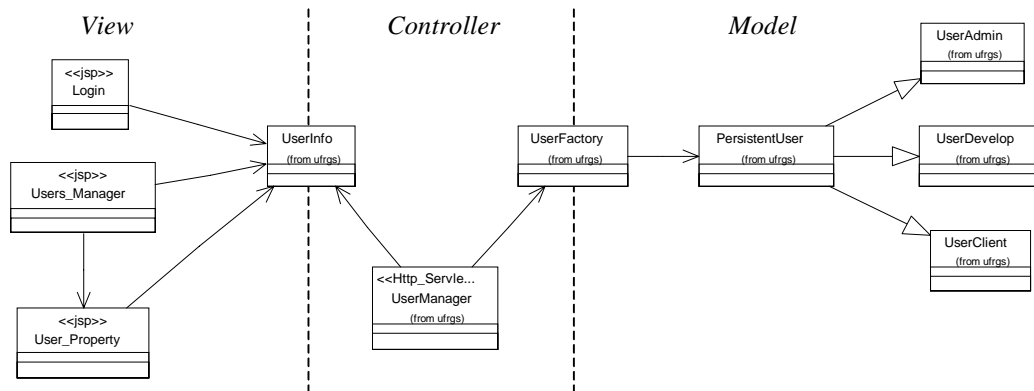 View
Controller
Model
<<jsp>>
Login
<<jsp>>
Users_Manager
<<jsp>>
User_Property
UserInfo
(from ufrgs)
<<Http_Servle...
UserManager
(from ufrgs)
UserFactory
(from ufrgs)
PersistentUser
(from ufrgs)
UserAdmin
(from ufrgs)
UserDevelop
(from ufrgs)
UserClient
(from ufrgs)